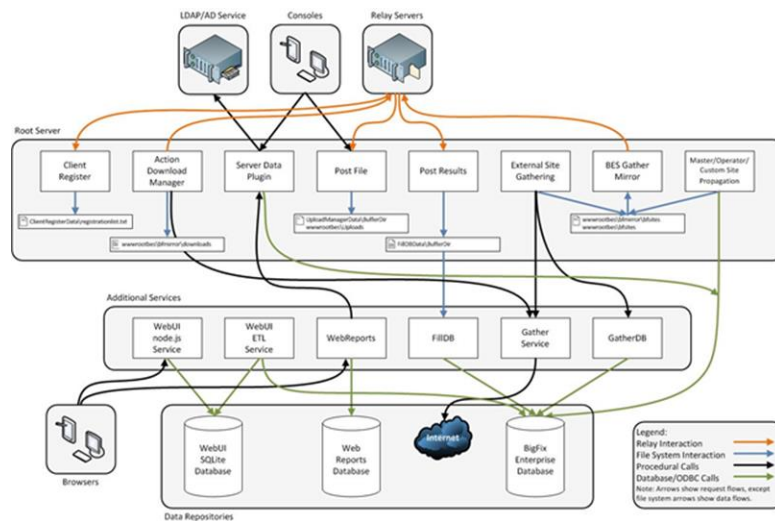 LDAP/AD Service
Consoles
Relay Servers
Root Server
Client
Register
Action
Download
Manager
Server Data
Plugin
Post File
Post Results
External Site
Gathering
BES Gather
Mirror
Master/Operator/
Custom Site
Propagation
ClientRegisterData\registrationlist.txt
wwwrootbes\bfmirror\downloads
UploadManagerData\BufferDir
wwwrootbes\Uploads
FillDBData\BufferDir
wwwrootbes\bfmirror\bfsites
wwwrootbes\bfsites
Additional Services
WebUI
node.js
Service
WebUI
ETL
Service
WebReports
FillDB
Gather
Service
GatherDB
Browsers
WebUI
SQLite
Database
Web
Reports
Database
Internet
BigFix
Enterprise
Database
Data Repositories
Legend:
Relay Interaction
File System Interaction
Procedural Calls
Database/ODBC Calls
Note: Arrows show request flows, except
file system arrows show data flows.